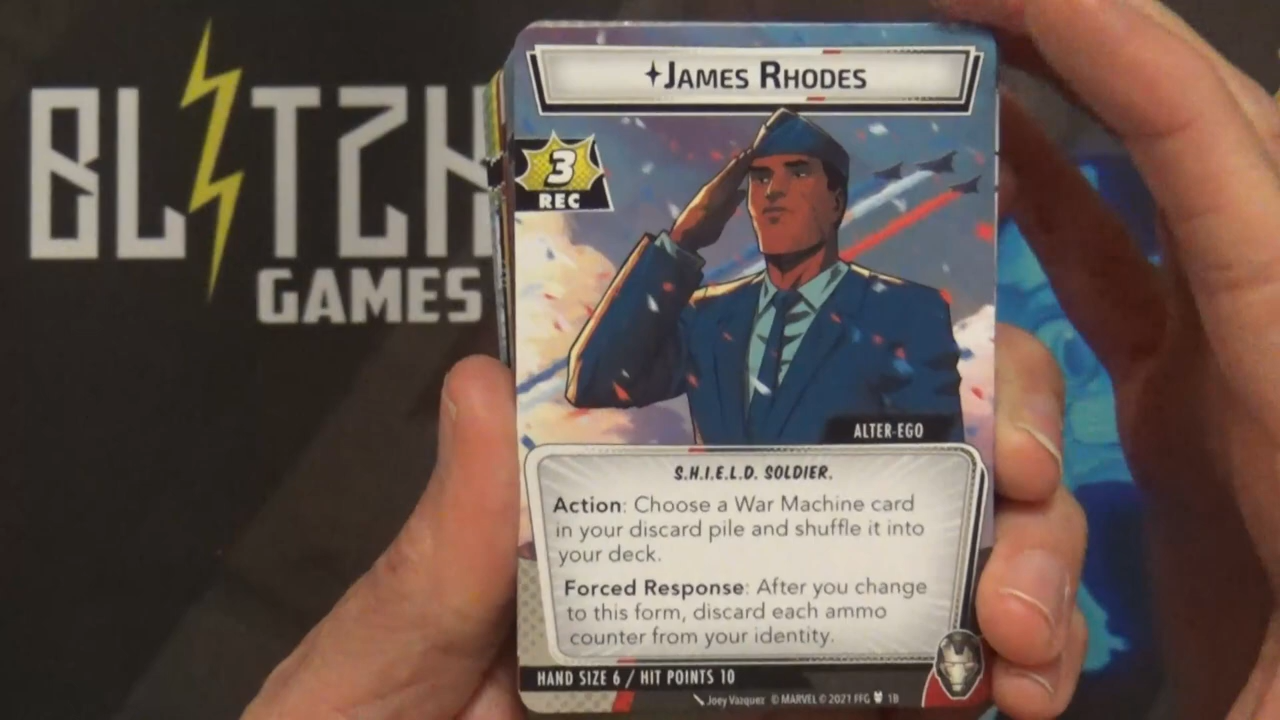 BLITZK
GAMES
JAMES RHODES
3
REC
ALTER-EGO
S.H.I.E.L.D. SOLDIER.
Action: Choose a War Machine card
in your discard pile and shuffle it into
your deck.
Forced Response: After you change
to this form, discard each ammo
counter from your identity.
HAND SIZE 6 / HIT POINTS 10
Joey Vazquez © MARVEL © 2021 FFG 1B